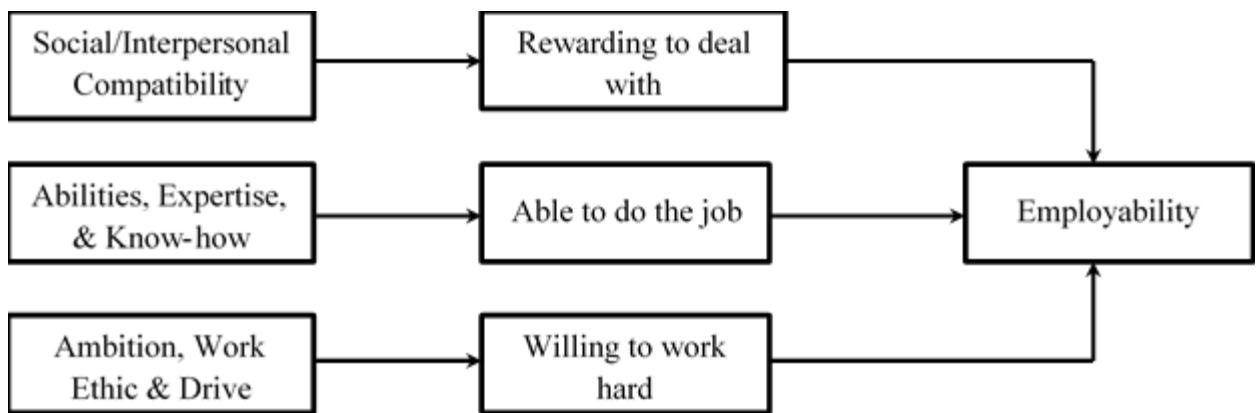 Social/Interpersonal
Compatibility
Rewarding to deal
with
Abilities, Expertise,
& Know-how
Able to do the job
Employability
Ambition, Work
Ethic & Drive
Willing to work
hard